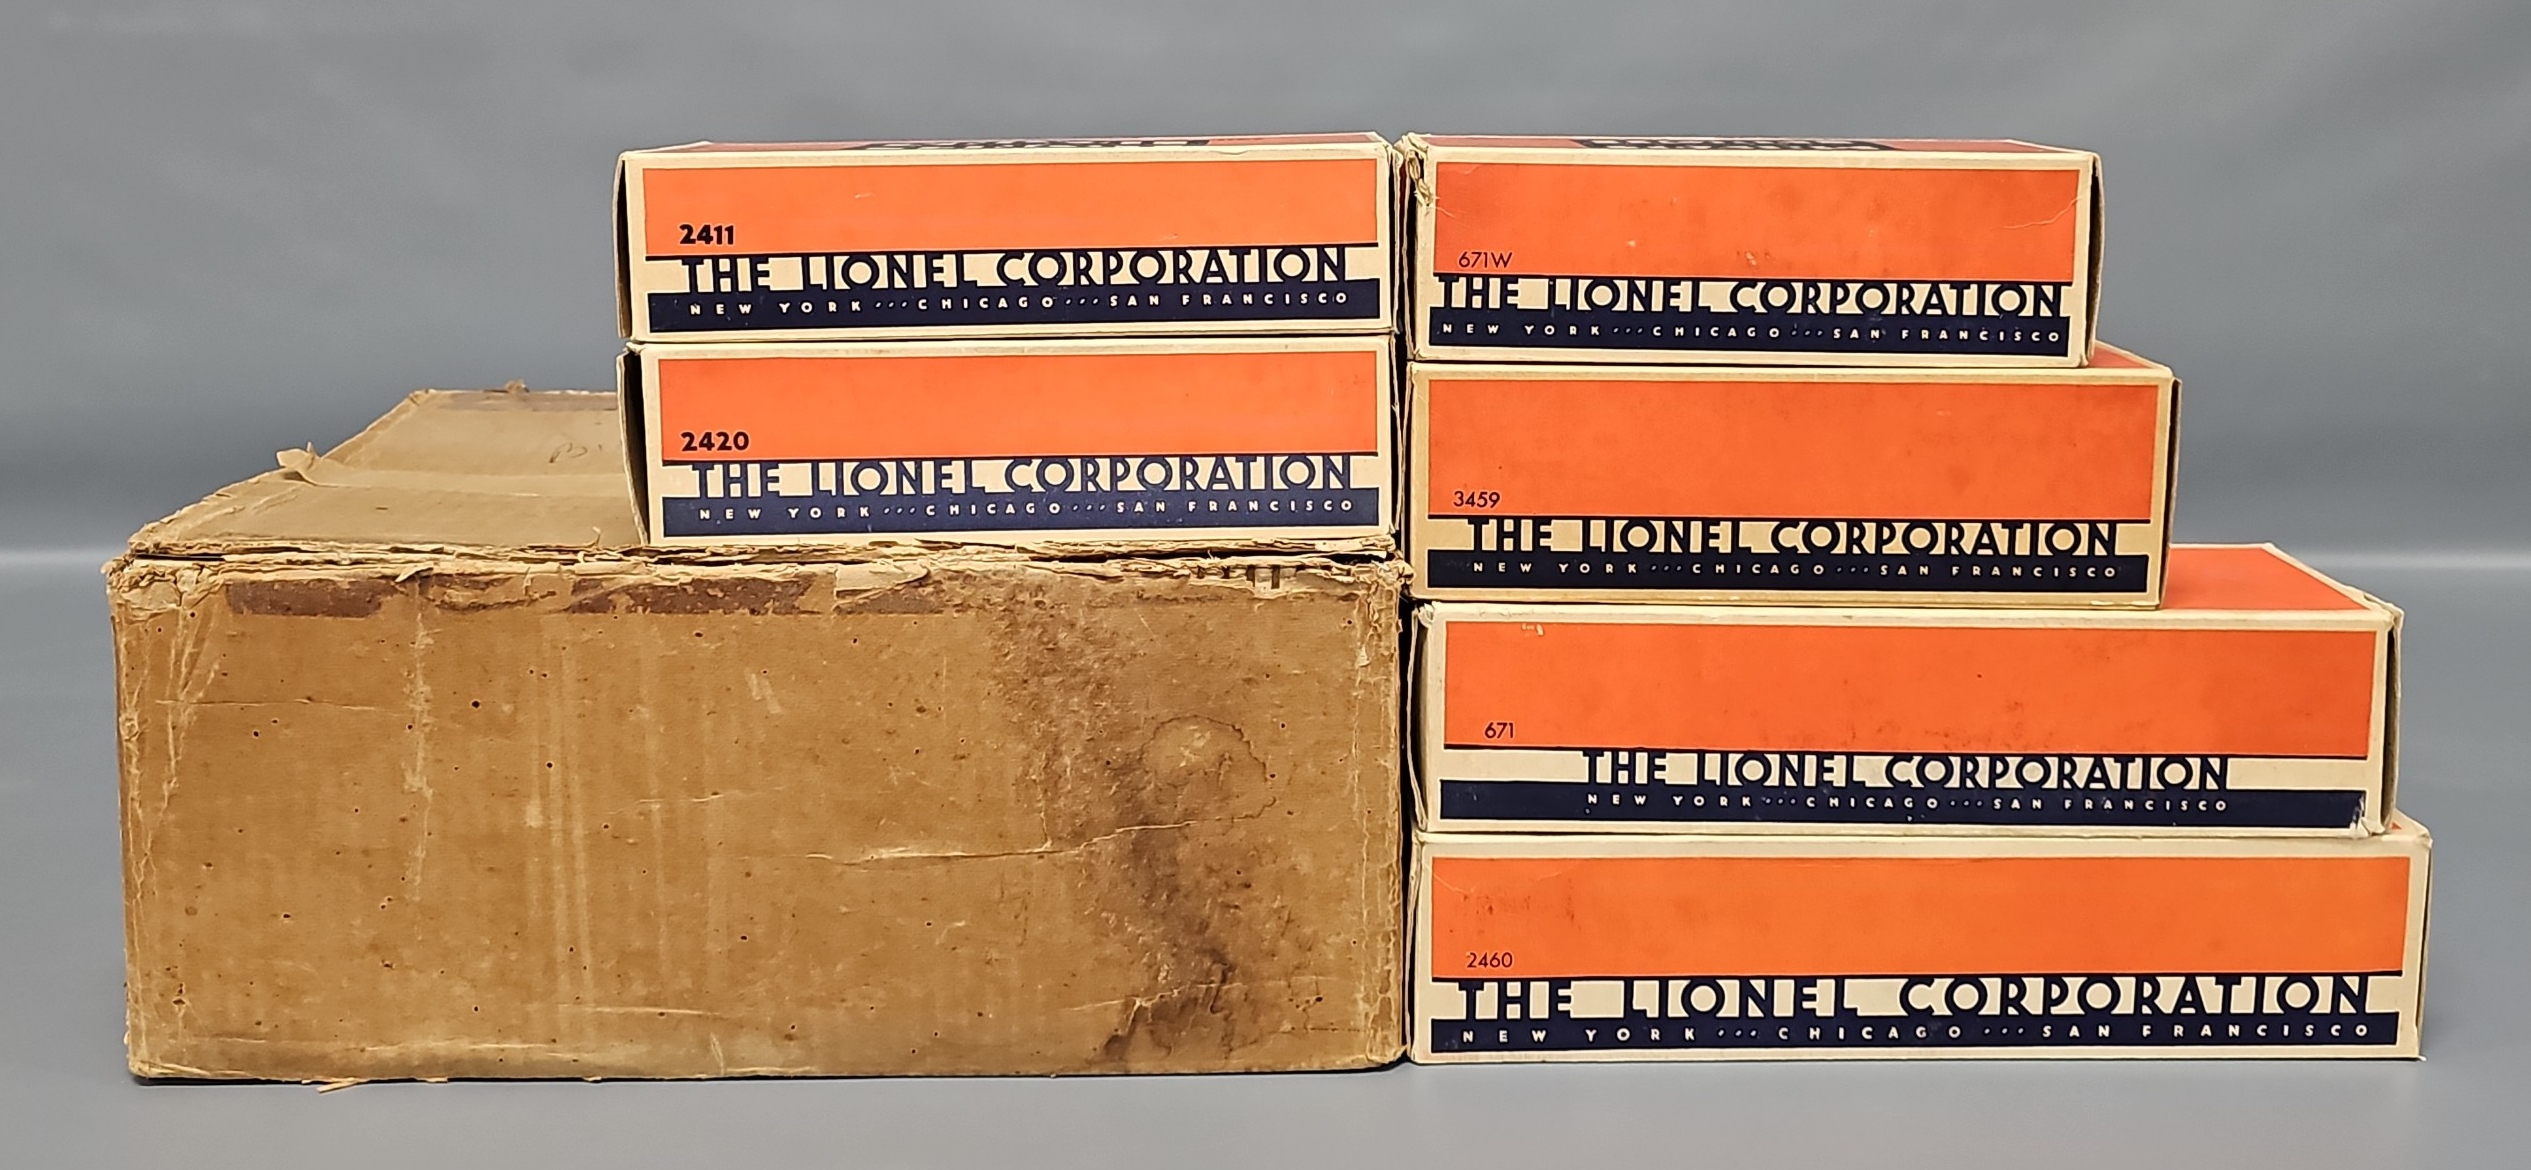 2411
THE LIONEL CORPORATION
NEW YORK···CHICAGO···SAN FRANCISCO
2420
THE LIONEL CORPORATION
NEW YORK···CHICAGO···SAN FRANCISCO
671W
THE LIONEL CORPORATION
NEW YORK···CHICAGO···SAN FRANCISCO
3459
THE LIONEL CORPORATION
NEW YORK···CHICAGO···SAN FRANCISCO
671
THE LIONEL CORPORATION
NEW YORK···CHICAGO···SAN FRANCISCO
2460
THE LIONEL CORPORATION
NEW YORK···CHICAGO···SAN FRANCISCO